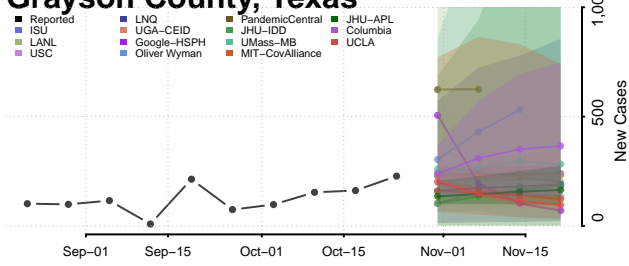 Grayson County, Texas
Reported LNQ PandemicCentral JHU-APL
ISU UGA-CEID JHU-IDD Columbia
LANL Google-HSPH UMass-MB UCLA
USC Oliver Wyman MIT-CovAlliance
500
0
New Cases
Sep-01 Sep-15 Oct-01 Oct-15 Nov-01 Nov-15